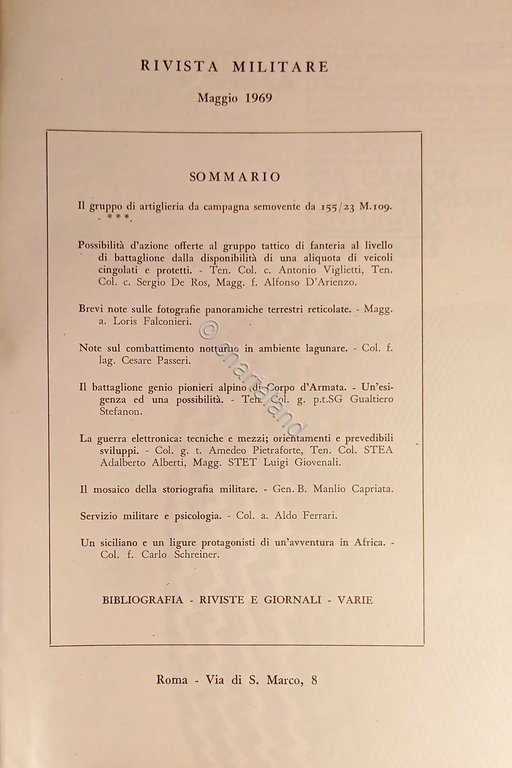 RIVISTA MILITARE
Maggio 1969
SOMMARIO
Il gruppo di artiglieria da campagna semovente da 155/23 M.109.
- ***
Possibilità d'azione offerte al gruppo tattico di fanteria al livello
di battaglione dalla disponibilità di una aliquota di veicoli
cingolati e protetti. - Ten. Col. c. Antonio Viglietti, Ten.
Col. c. Sergio De Ros, Magg. f. Alfonso D'Arienzo.
Brevi note sulle fotografie panoramiche terrestri reticolate. - Magg.
a. Loris Falconieri.
Note sul combattimento notturno in ambiente lagunare. - Col. f.
lag. Cesare Passeri.
Il battaglione genio pionieri alpino di Corpo d'Armata. - Un'esi-
genza ed una possibilità. - Ten. Col. g. p.t.SG Gualtiero
Stefanon.
La guerra elettronica: tecniche e mezzi; orientamenti e prevedibili
sviluppi. - Col. g. t. Amedeo Pietraforte, Ten. Col. STEA
Adalberto Alberti, Magg. STET Luigi Giovenali.
Il mosaico della storiografia militare. - Gen. B. Manlio Capriata.
Servizio militare e psicologia. - Col. a. Aldo Ferrari.
Un siciliano e un ligure protagonisti di un'avventura in Africa. -
Col. f. Carlo Schreiner.
BIBLIOGRAFIA - RIVISTE E GIORNALI - VARIE
Roma - Via di S. Marco, 8
© shariland